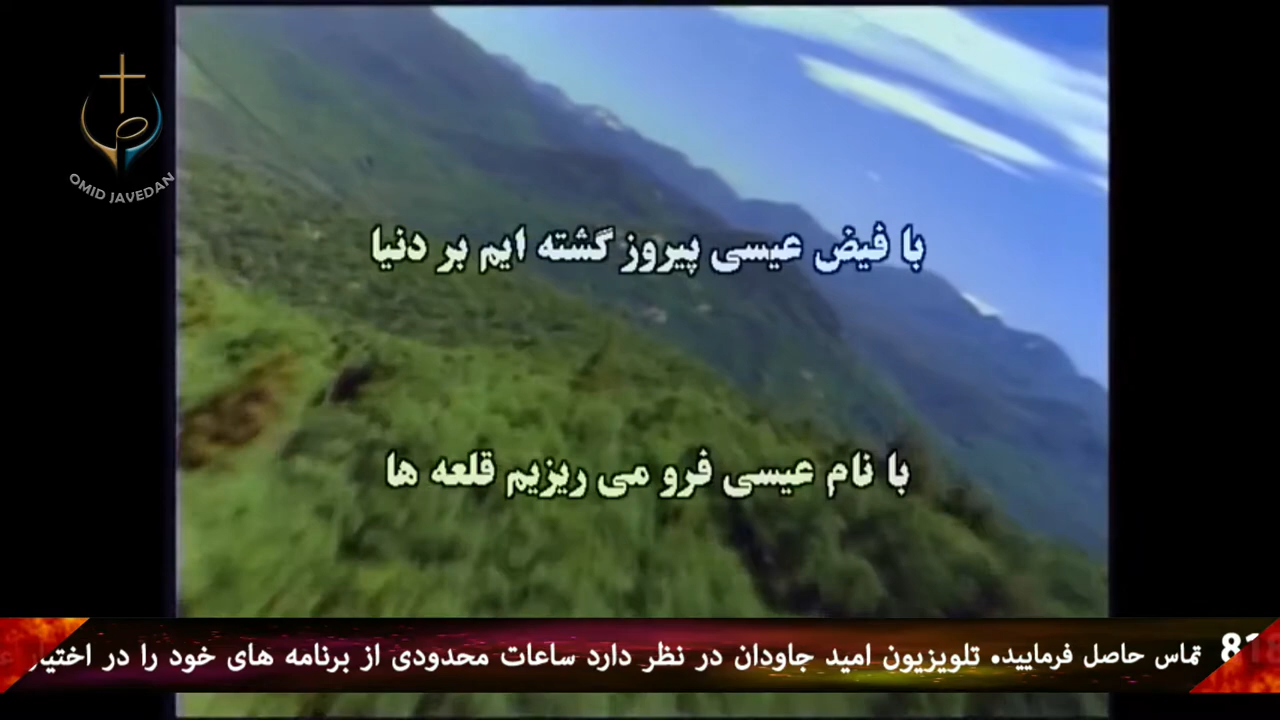 OMID JAVEDAN
با فیض عیسی پیروز گشته ایم بر دنیا
با نام عیسی فرو می ریزیم قلعه ها
818 تماس حاصل فرمایید. تلویزیون امید جاودان در نظر دارد ساعات محدودی از برنامه های خود را در اختیار